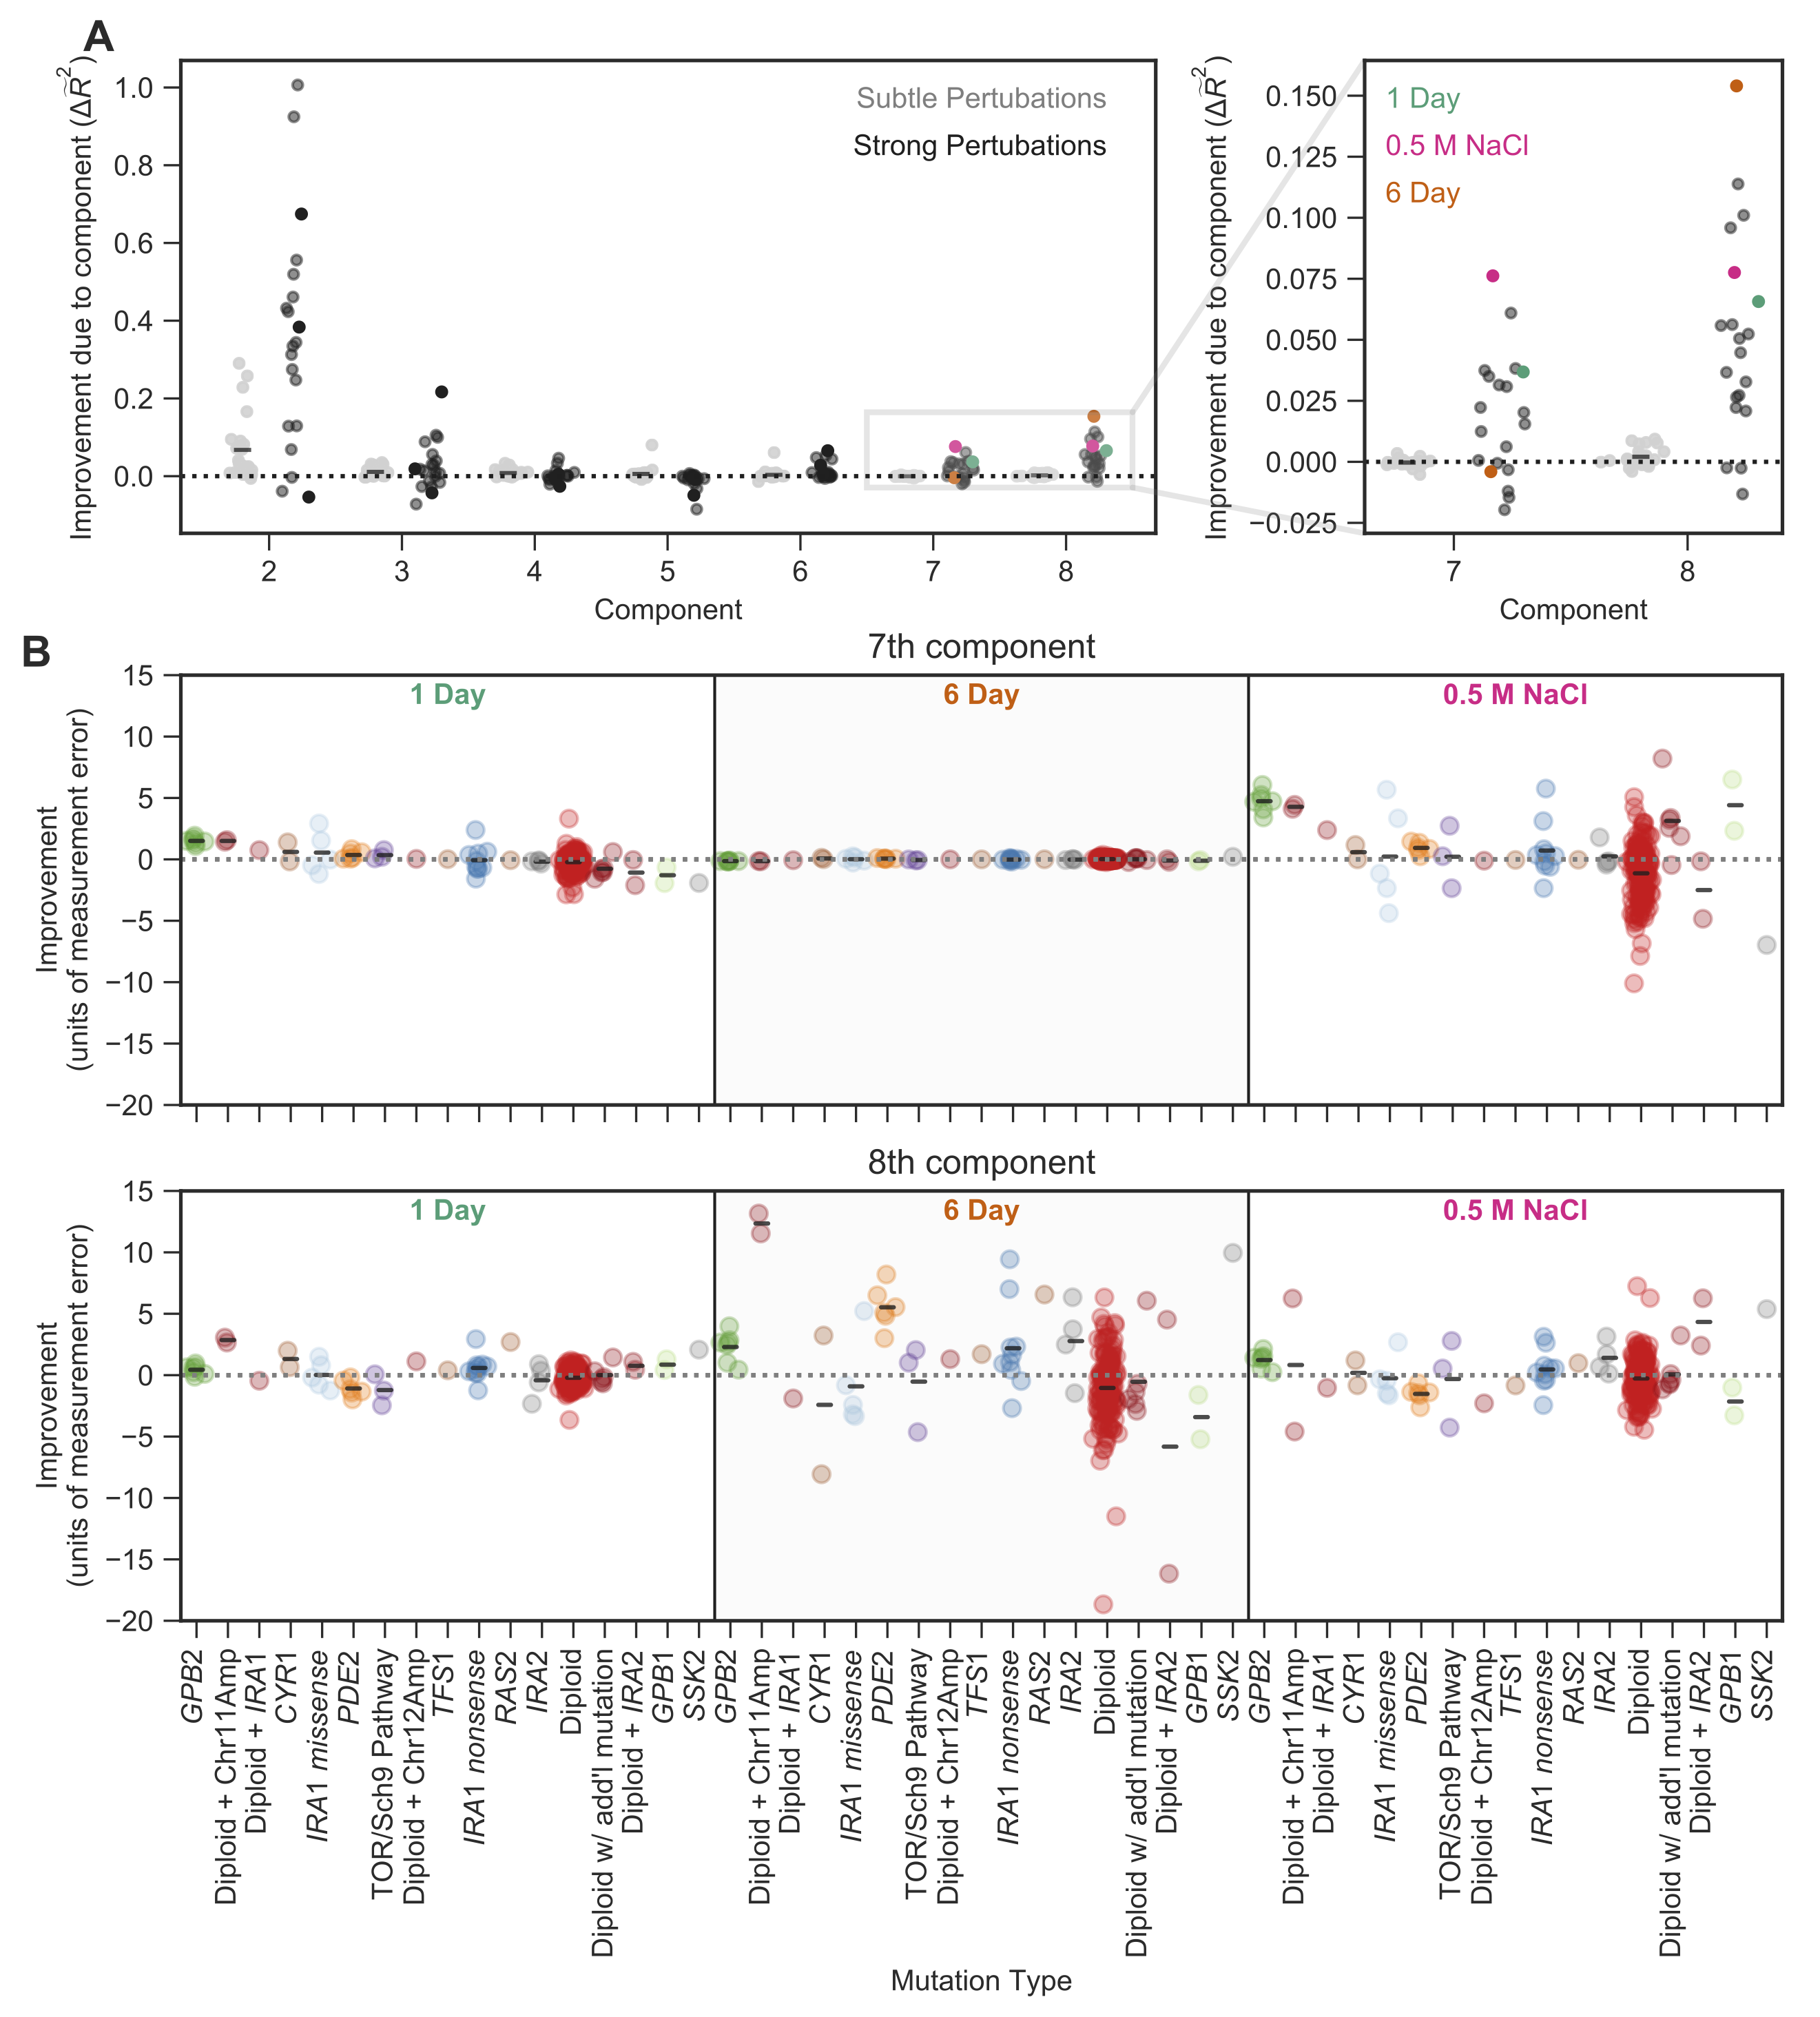 A
Improvement due to component (ΔR̃²)
1.0
0.8
0.6
0.4
0.2
0.0
Subtle Pertubations
Strong Pertubations
2 3 4 5 6 7 8
Component
Improvement due to component (ΔR̃²)
0.150
0.125
0.100
0.075
0.050
0.025
0.000
−0.025
1 Day
0.5 M NaCl
6 Day
7 8
Component
B
7th component
Improvement
(units of measurement error)
15
10
5
0
−5
−10
−15
−20
1 Day 6 Day 0.5 M NaCl
8th component
Improvement
(units of measurement error)
15
10
5
0
−5
−10
−15
−20
1 Day 6 Day 0.5 M NaCl
GPB2
Diploid + Chr11Amp
Diploid + IRA1
CYR1
IRA1 missense
PDE2
TOR/Sch9 Pathway
Diploid + Chr12Amp
TFS1
IRA1 nonsense
RAS2
IRA2
Diploid
Diploid w/ add'l mutation
Diploid + IRA2
GPB1
SSK2
GPB2
Diploid + Chr11Amp
Diploid + IRA1
CYR1
IRA1 missense
PDE2
TOR/Sch9 Pathway
Diploid + Chr12Amp
TFS1
IRA1 nonsense
RAS2
IRA2
Diploid
Diploid w/ add'l mutation
Diploid + IRA2
GPB1
SSK2
GPB2
Diploid + Chr11Amp
Diploid + IRA1
CYR1
IRA1 missense
PDE2
TOR/Sch9 Pathway
Diploid + Chr12Amp
TFS1
IRA1 nonsense
RAS2
IRA2
Diploid
Diploid w/ add'l mutation
Diploid + IRA2
GPB1
SSK2
Mutation Type